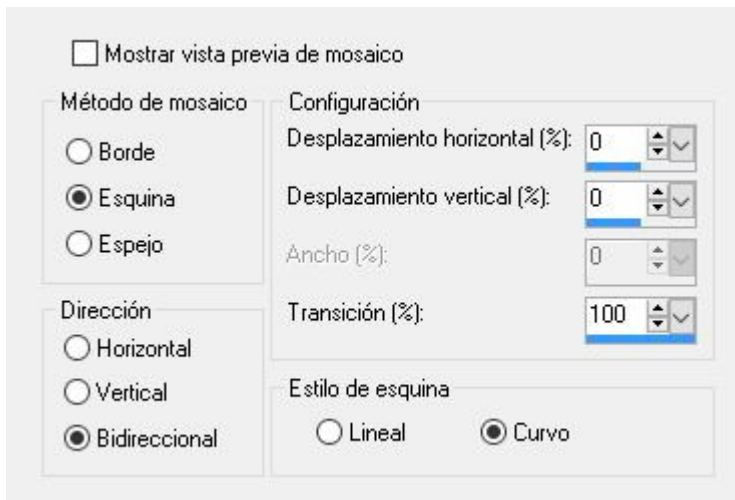 Mostrar vista previa de mosaico
Método de mosaico
Borde
Esquina
Espejo
Dirección
Horizontal
Vertical
Bidireccional
Configuración
Desplazamiento horizontal (%): 0
Desplazamiento vertical (%): 0
Ancho (%): 0
Transición (%): 100
Estilo de esquina
Lineal Curvo